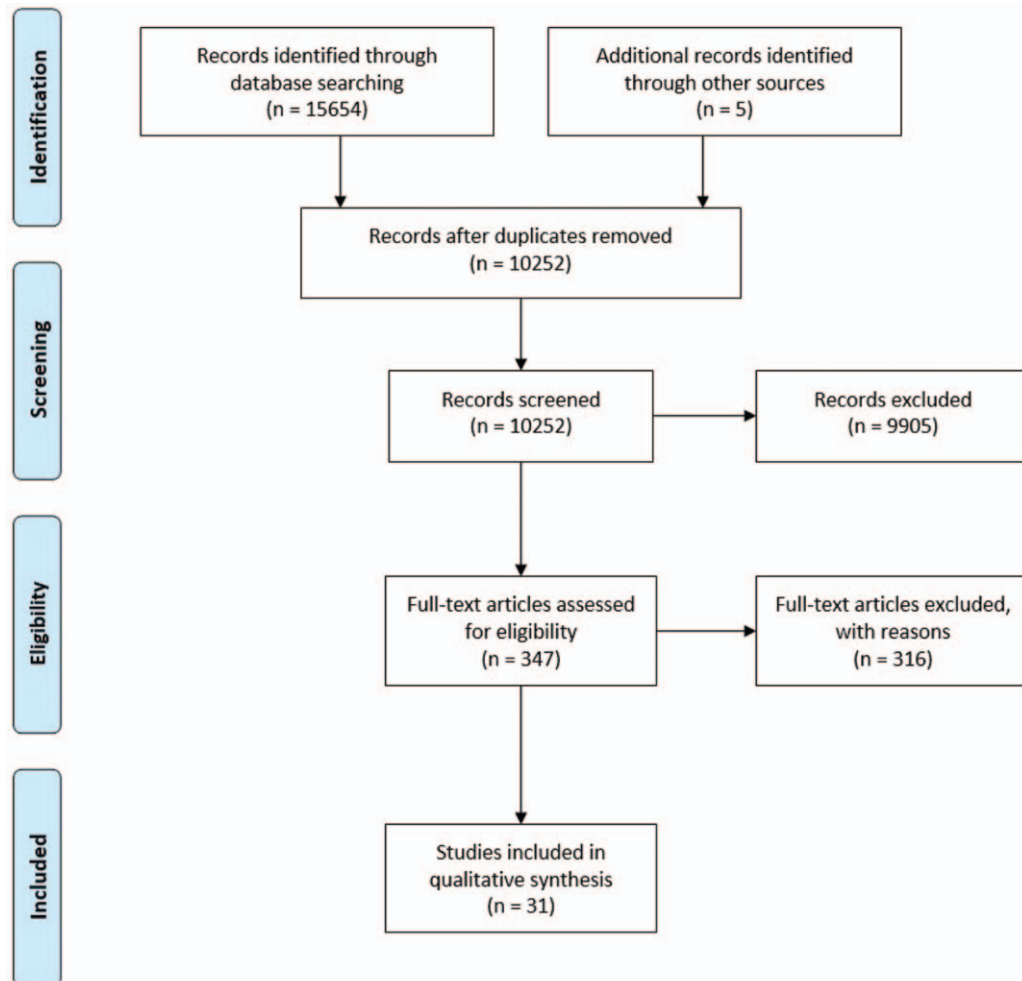 Identification
Records identified through
database searching
(n = 15654)
Additional records identified
through other sources
(n = 5)
Records after duplicates removed
(n = 10252)
Screening
Records screened
(n = 10252)
Records excluded
(n = 9905)
Eligibility
Full-text articles assessed
for eligibility
(n = 347)
Full-text articles excluded,
with reasons
(n = 316)
Included
Studies included in
qualitative synthesis
(n = 31)